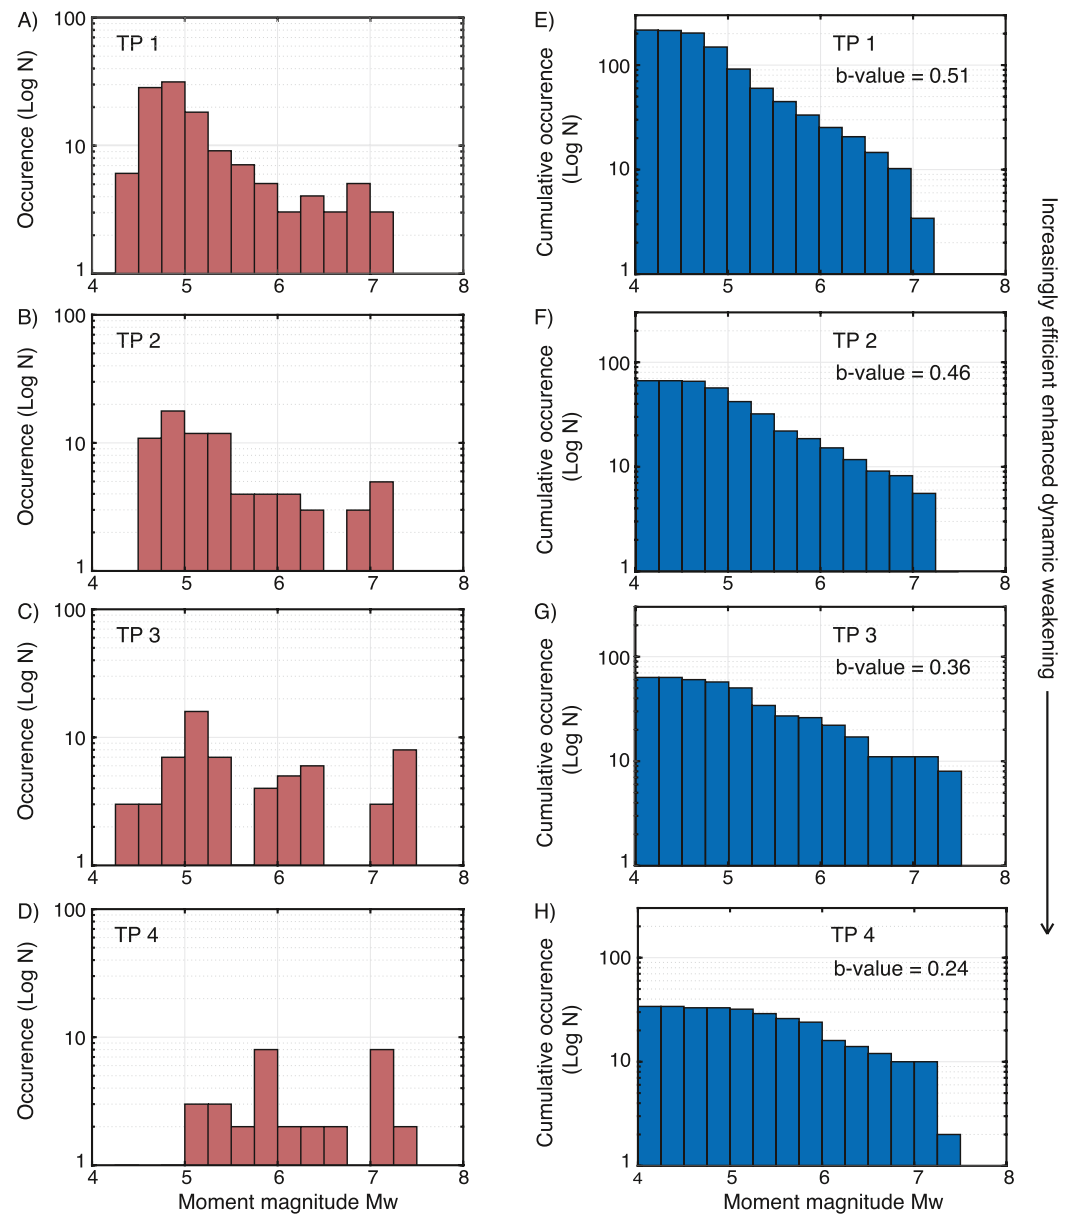 A)
Occurence (Log N)
100
10
1
TP 1
4 5 6 7 8
E)
Cumulative occurence
(Log N)
100
10
1
TP 1
b-value = 0.51
4 5 6 7 8
B)
Occurence (Log N)
100
10
1
TP 2
4 5 6 7 8
F)
Cumulative occurence
(Log N)
100
10
1
TP 2
b-value = 0.46
4 5 6 7 8
C)
Occurence (Log N)
100
10
1
TP 3
4 5 6 7 8
G)
Cumulative occurence
(Log N)
100
10
1
TP 3
b-value = 0.36
4 5 6 7 8
D)
Occurence (Log N)
100
10
1
TP 4
4 5 6 7 8
Moment magnitude Mw
H)
Cumulative occurence
(Log N)
100
10
1
TP 4
b-value = 0.24
4 5 6 7 8
Moment magnitude Mw
Increasingly efficient enhanced dynamic weakening